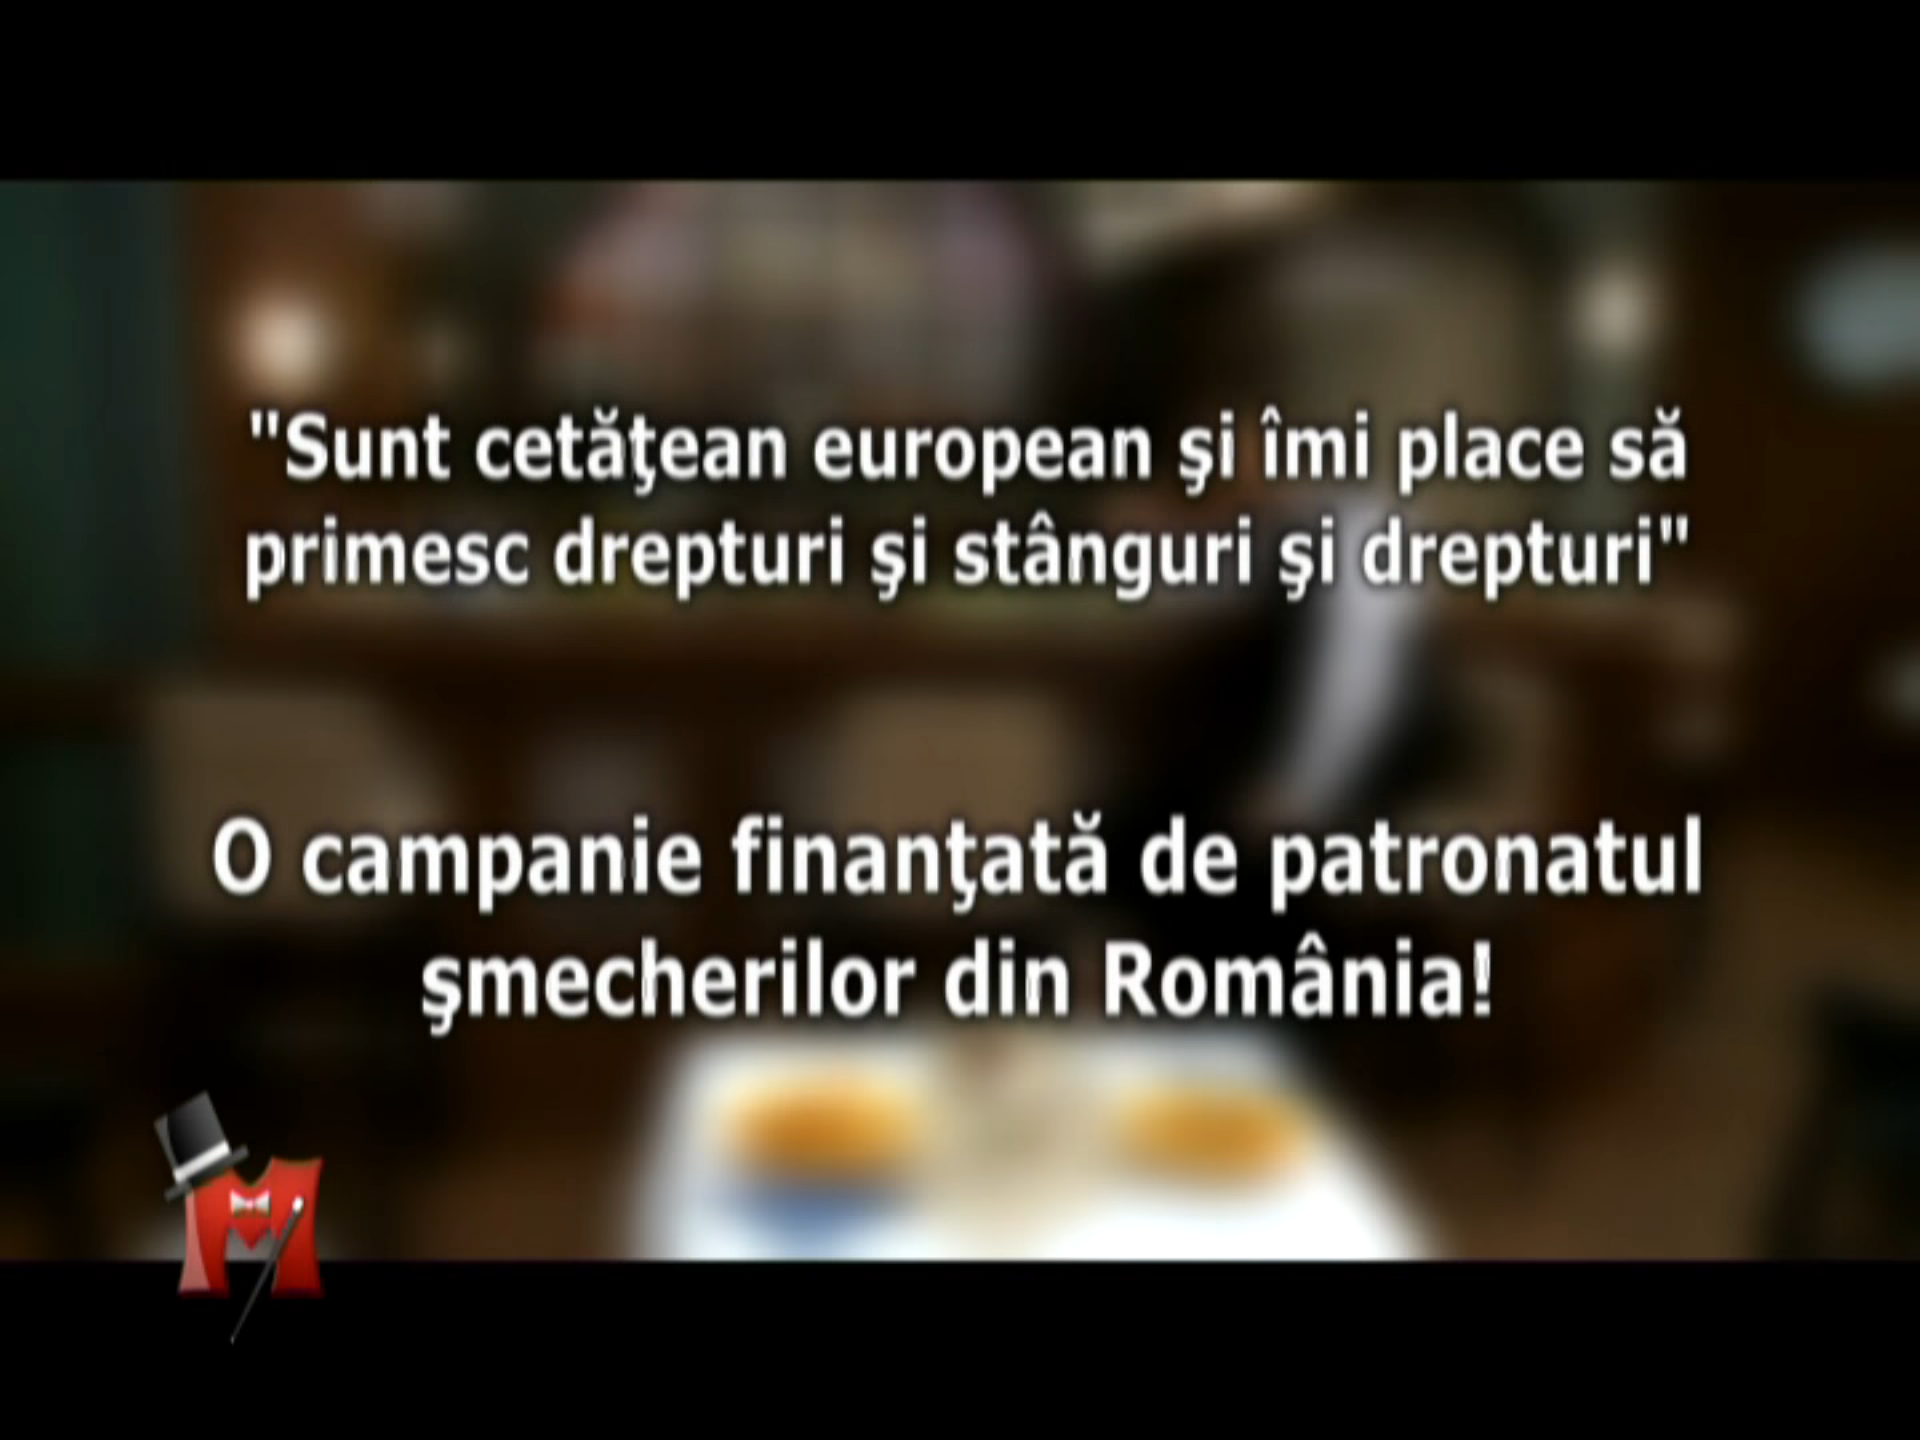 "Sunt cetăţean european şi îmi place să
primesc drepturi şi stânguri şi drepturi"
O campanie finanţată de patronatul
şmecherilor din România!
M